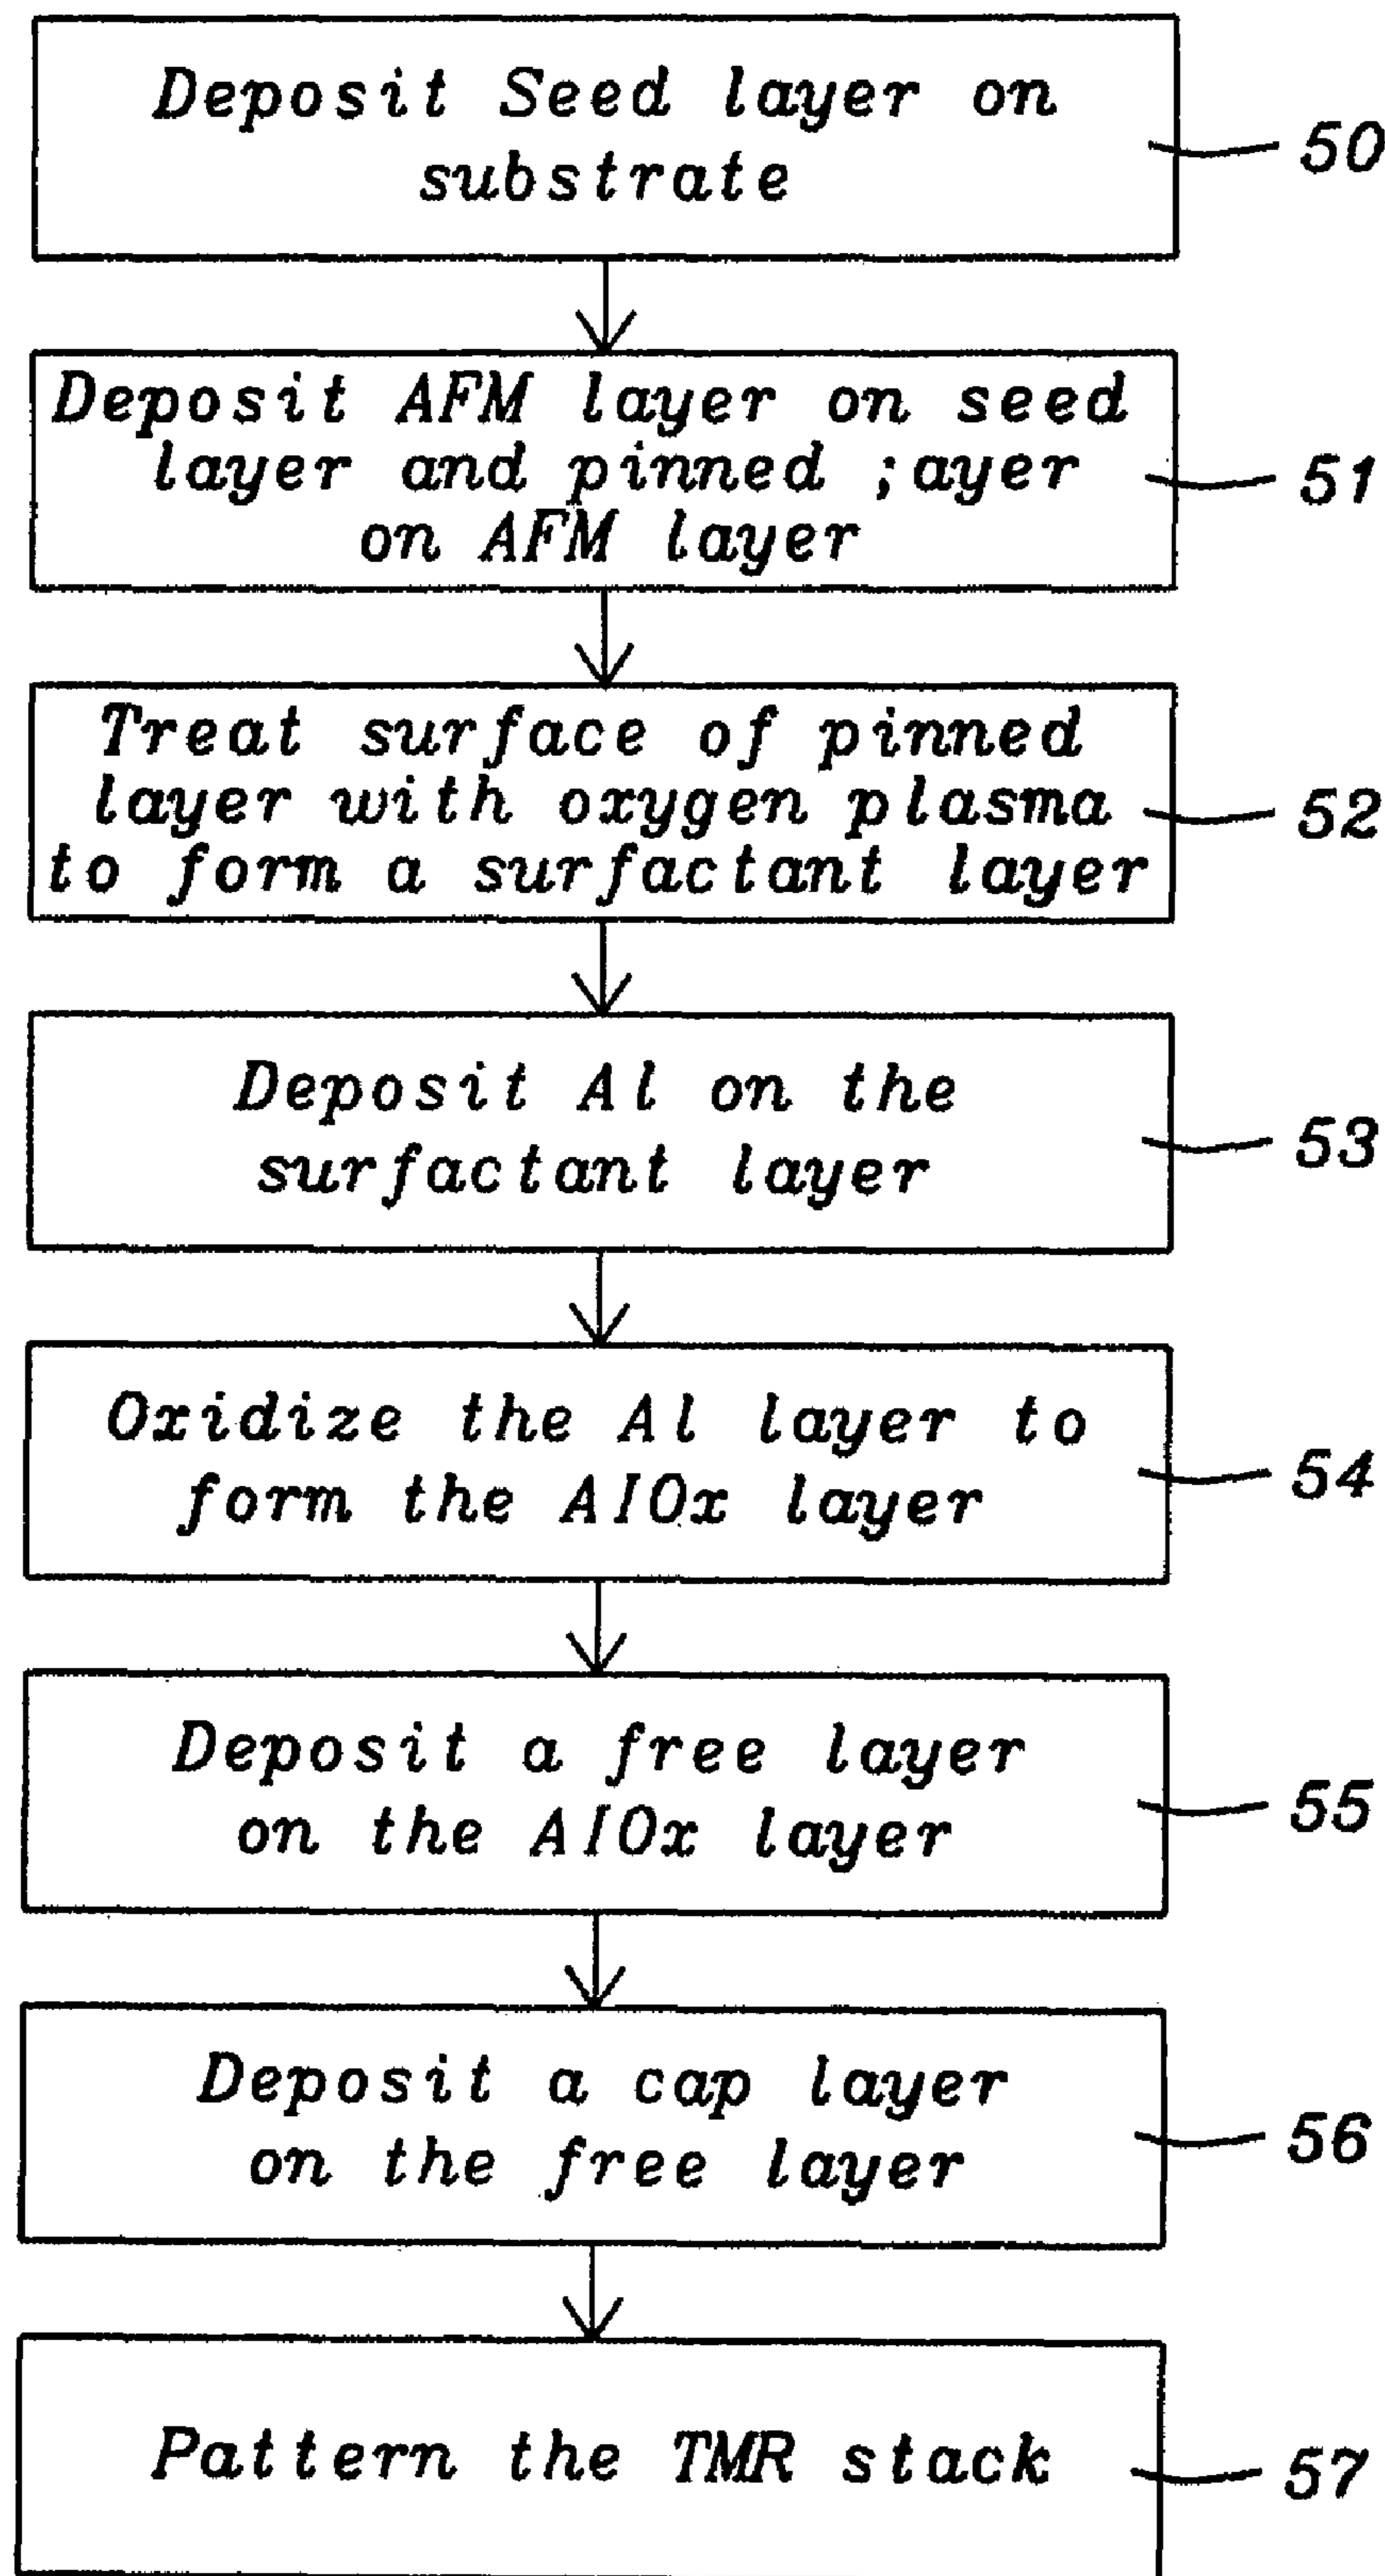 Deposit Seed layer on
substrate
50
Deposit AFM layer on seed
layer and pinned ;ayer
on AFM layer
51
Treat surface of pinned
layer with oxygen plasma
to form a surfactant layer
52
Deposit Al on the
surfactant layer
53
Oxidize the Al layer to
form the AIOx layer
54
Deposit a free layer
on the AIOx layer
55
Deposit a cap layer
on the free layer
56
Pattern the TMR stack
57